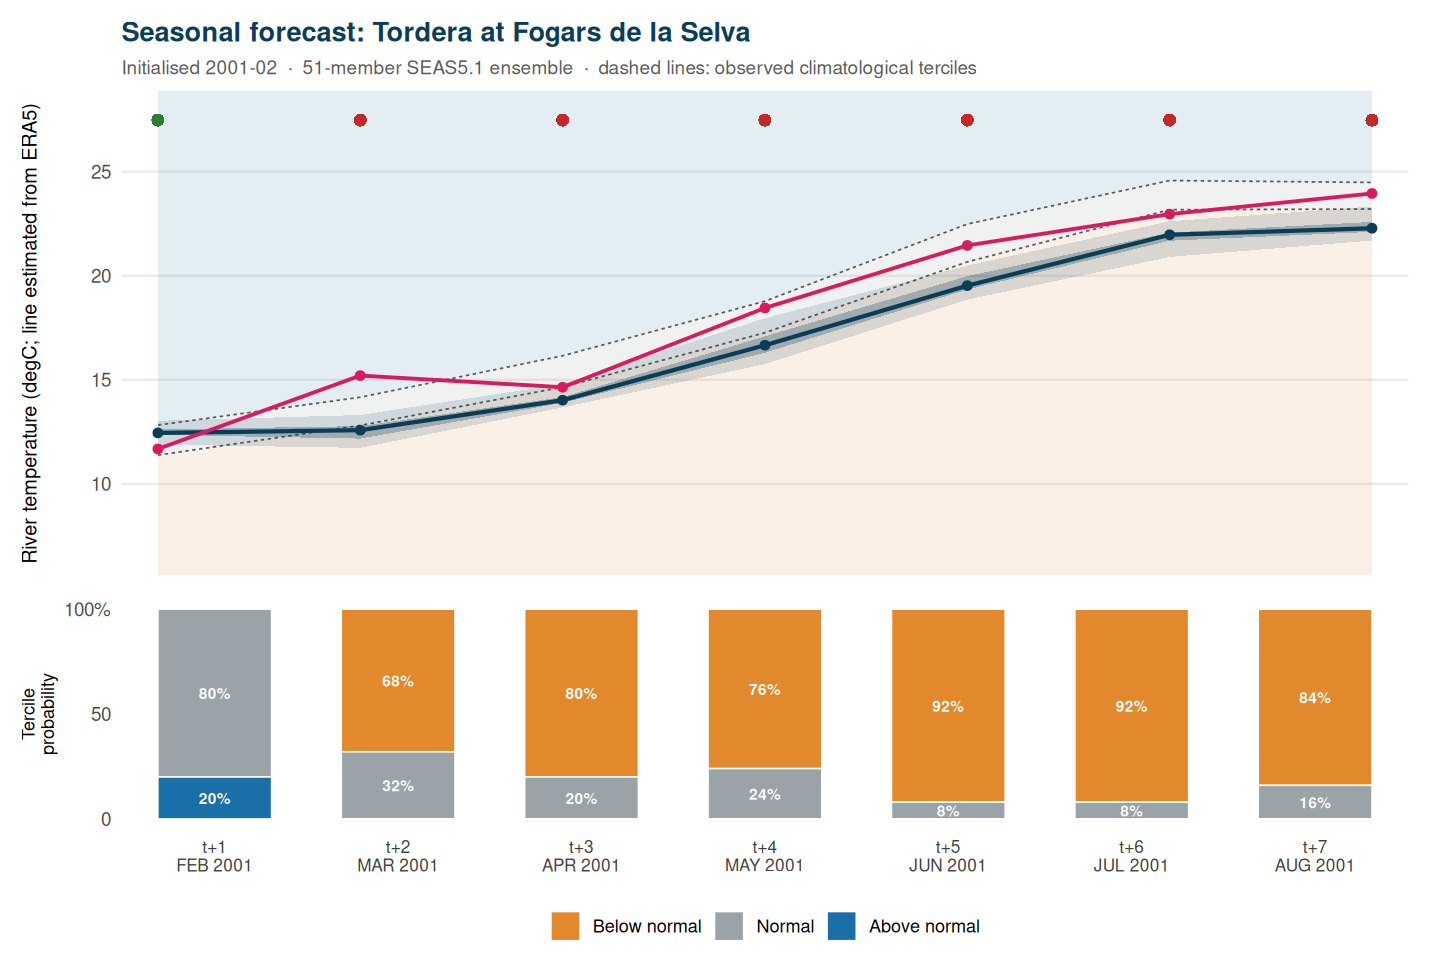 Seasonal forecast: Tordera at Fogars de la Selva
Initialised 2001-02 · 51-member SEAS5.1 ensemble · dashed lines: observed climatological terciles
River temperature (degC; line estimated from ERA5)
25
20
15
10
Tercile
probability
100%
50
0
80%
20%
68%
32%
80%
20%
76%
24%
92%
8%
92%
8%
84%
16%
t+1
FEB 2001
t+2
MAR 2001
t+3
APR 2001
t+4
MAY 2001
t+5
JUN 2001
t+6
JUL 2001
t+7
AUG 2001
Below normal
Normal
Above normal